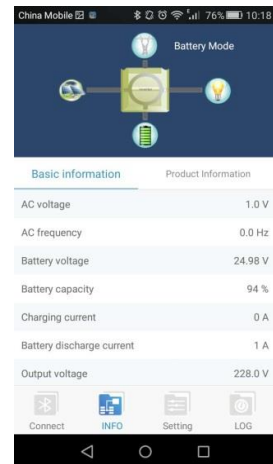 China Mobile 76% 10:18
Battery Mode
Basic information Product Information
AC voltage 1.0 V
AC frequency 0.0 Hz
Battery voltage 24.98 V
Battery capacity 94 %
Charging current 0 A
Battery discharge current 1 A
Output voltage 228.0 V
Connect INFO Setting LOG